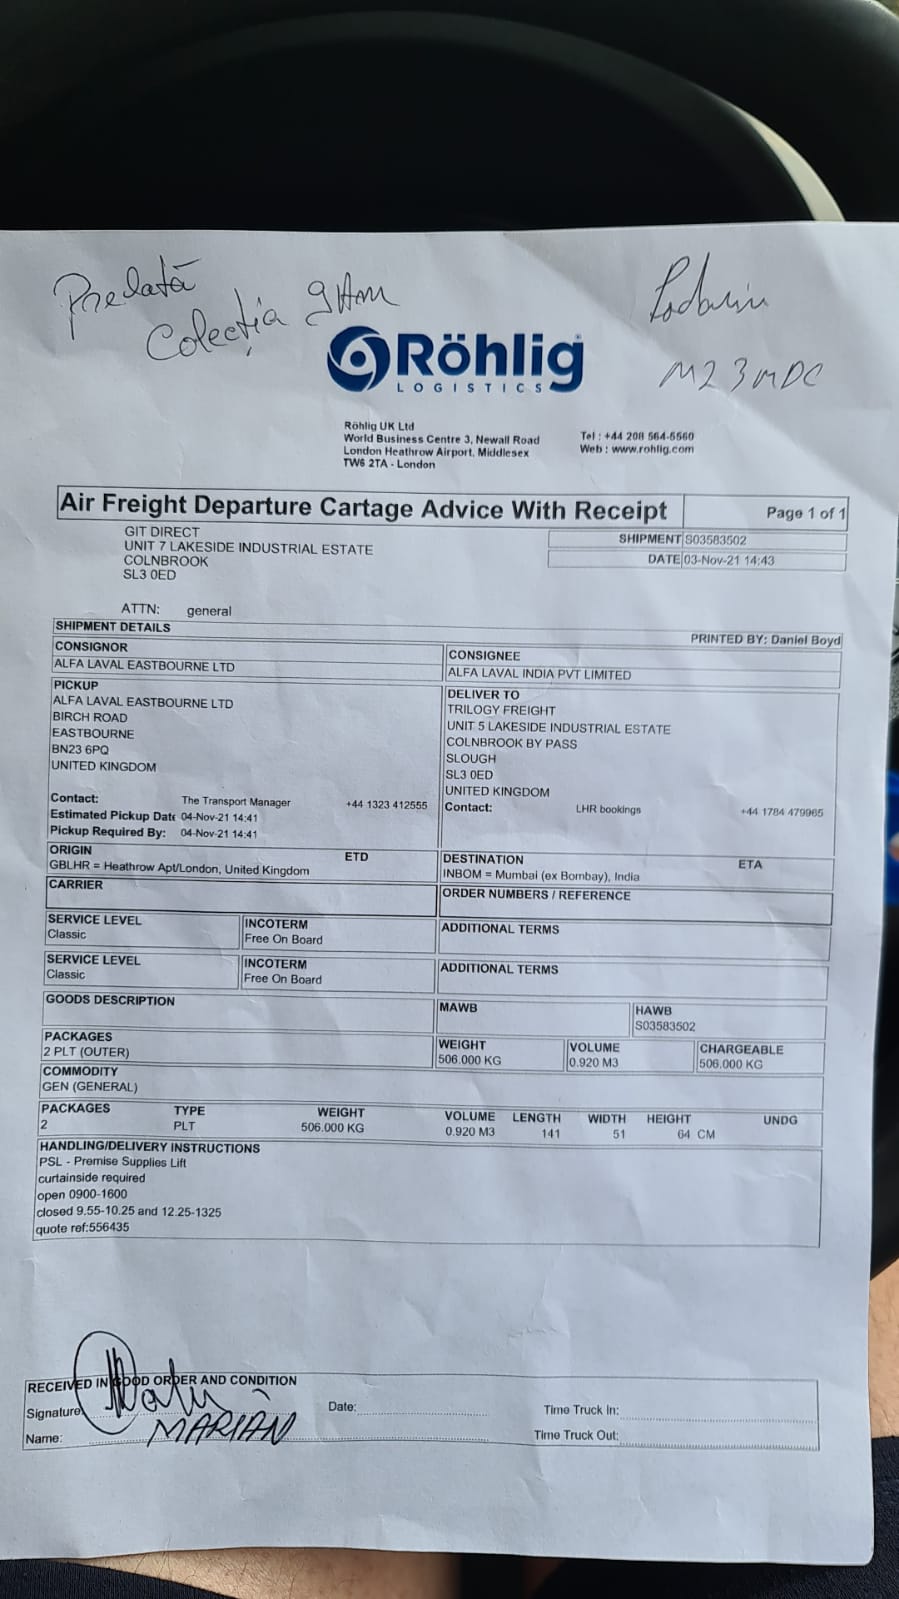 Predată
Colecția 9 Am
M23MDC
Röhlig
LOGISTICS
Röhlig UK Ltd
World Business Centre 3, Newall Road
London Heathrow Airport, Middlesex
TW6 2TA - London
Tel : +44 208 564-5560
Web : www.rohlig.com
Air Freight Departure Cartage Advice With Receipt
Page 1 of 1
GIT DIRECT
UNIT 7 LAKESIDE INDUSTRIAL ESTATE
COLNBROOK
SL3 0ED
SHIPMENT S03583502
DATE 03-Nov-21 14:43
ATTN: general
SHIPMENT DETAILS
PRINTED BY: Daniel Boyd
CONSIGNOR
ALFA LAVAL EASTBOURNE LTD
CONSIGNEE
ALFA LAVAL INDIA PVT LIMITED
PICKUP
ALFA LAVAL EASTBOURNE LTD
BIRCH ROAD
EASTBOURNE
BN23 6PQ
UNITED KINGDOM
Contact: The Transport Manager +44 1323 412555
Estimated Pickup Date 04-Nov-21 14:41
Pickup Required By: 04-Nov-21 14:41
DELIVER TO
TRILOGY FREIGHT
UNIT 5 LAKESIDE INDUSTRIAL ESTATE
COLNBROOK BY PASS
SLOUGH
SL3 0ED
UNITED KINGDOM
Contact: LHR bookings +44 1784 479965
ORIGIN ETD
GBLHR = Heathrow Apt/London, United Kingdom
DESTINATION ETA
INBOM = Mumbai (ex Bombay), India
CARRIER
ORDER NUMBERS / REFERENCE
SERVICE LEVEL
Classic
INCOTERM
Free On Board
ADDITIONAL TERMS
SERVICE LEVEL
Classic
INCOTERM
Free On Board
ADDITIONAL TERMS
GOODS DESCRIPTION
MAWB
HAWB
S03583502
PACKAGES
2 PLT (OUTER)
WEIGHT
506.000 KG
VOLUME
0.920 M3
CHARGEABLE
506.000 KG
COMMODITY
GEN (GENERAL)
PACKAGES TYPE WEIGHT VOLUME LENGTH WIDTH HEIGHT UNDG
2 PLT 506.000 KG 0.920 M3 141 51 64 CM
HANDLING/DELIVERY INSTRUCTIONS
PSL - Premise Supplies Lift
curtainside required
open 0900-1600
closed 9.55-10.25 and 12.25-1325
quote ref:556435
RECEIVED IN GOOD ORDER AND CONDITION
Signature:
Date:
Time Truck In:
Name: MARIAN
Time Truck Out: